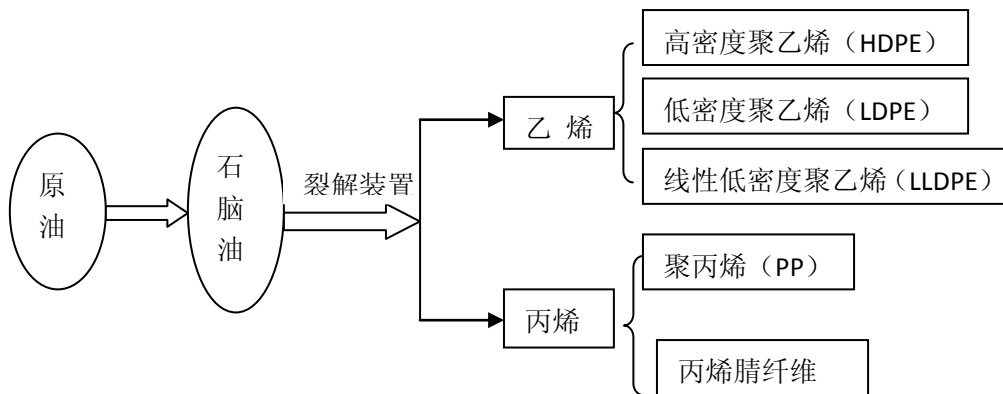 原油
石脑油
裂解装置
乙 烯
高密度聚乙烯（HDPE）
低密度聚乙烯（LDPE）
线性低密度聚乙烯（LLDPE）
丙烯
聚丙烯（PP）
丙烯腈纤维